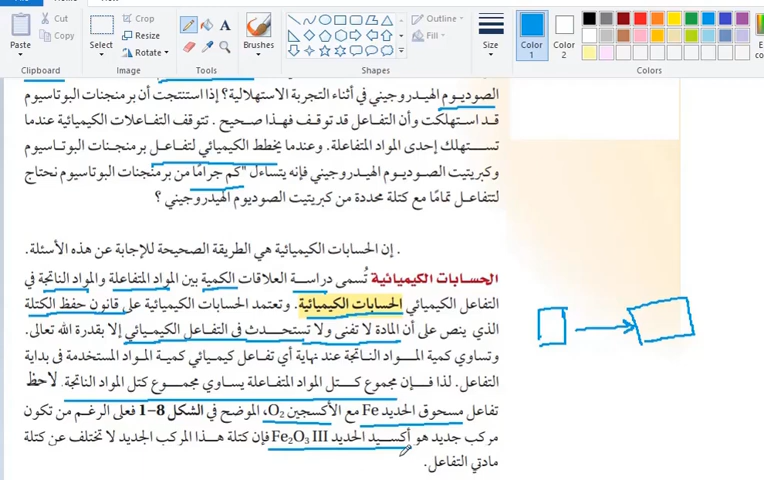 File
Home
View
Paste
Cut
Copy
Clipboard
Select
Crop
Resize
Rotate
Image
A
Tools
Brushes
Outline
Fill
Shapes
Size
Color 1
Color 2
Colors
الصوديوم الهيدروجيني في أثناء التجربة الاستهلالية؟ إذا استنتجت أن برمنجنات البوتاسيوم
قد استهلكت وأن التفاعل قد توقف فهذا صحيح . تتوقف التفاعلات الكيميائية عندما
تستهلك إحدى المواد المتفاعلة. وعندما يخطط الكيميائي لتفاعل برمنجنات البوتاسيوم
وكبريتيت الصوديوم الهيدروجيني فإنه يتساءل "كم جرامًا من برمنجنات البوتاسيوم نحتاج
لتتفاعل تمامًا مع كتلة محددة من كبريتيت الصوديوم الهيدروجيني ؟
. إن الحسابات الكيميائية هي الطريقة الصحيحة للإجابة عن هذه الأسئلة.
الحسابات الكيميائية تُسمى دراسة العلاقات الكمية بين المواد المتفاعلة والمواد الناتجة في
التفاعل الكيميائي الحسابات الكيميائية. وتعتمد الحسابات الكيميائية على قانون حفظ الكتلة
الذي ينص على أن المادة لا تفنى ولا تستحدث في التفاعل الكيميائي إلا بقدرة الله تعالى.
وتساوي كمية المواد الناتجة عند نهاية أي تفاعل كيميائي كمية المواد المستخدمة في بداية
التفاعل. لذا فإن مجموع كتل المواد المتفاعلة يساوي مجموع كتل المواد الناتجة. لاحظ
تفاعل مسحوق الحديد Fe مع الأكسجين O₂، الموضح في الشكل 8-1 فعلى الرغم من تكون
مركب جديد هو أكسيد الحديد Fe₂O₃ III فإن كتلة هذا المركب الجديد لا تختلف عن كتلة
مادتي التفاعل.